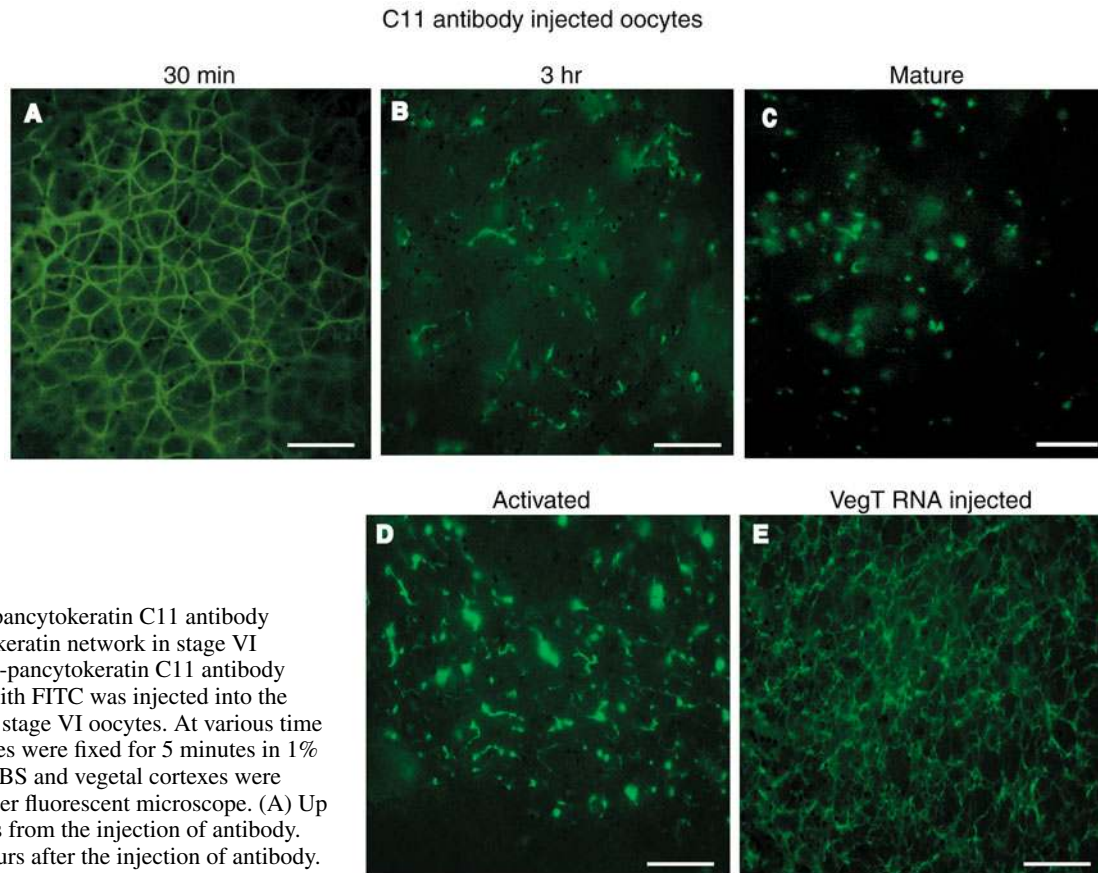 C11 antibody injected oocytes
30 min
3 hr
Mature
A
B
C
Activated
VegT RNA injected
D
E
pancytokeratin C11 antibody
keratin network in stage VI
-pancytokeratin C11 antibody
ith FITC was injected into the
stage VI oocytes. At various time
es were fixed for 5 minutes in 1%
BS and vegetal cortexes were
er fluorescent microscope. (A) Up
s from the injection of antibody.
urs after the injection of antibody.